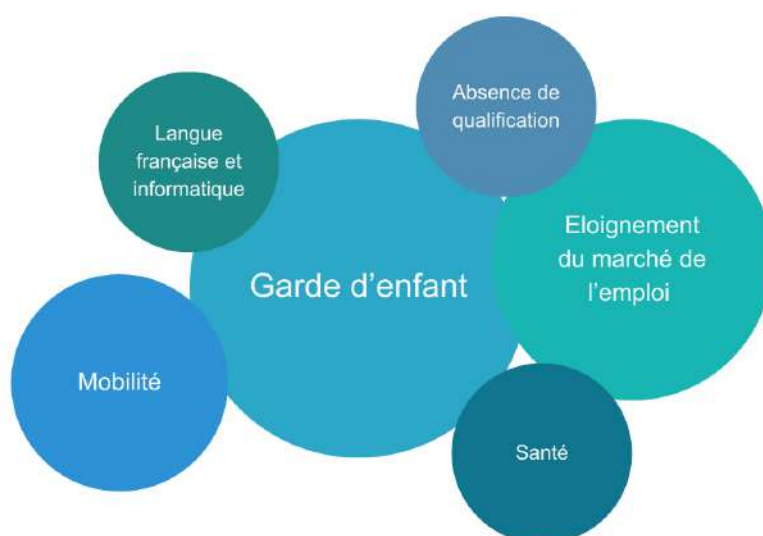 Absence de
qualification
Langue
française et
informatique
Eloignement
du marché de
l'emploi
Garde d'enfant
Mobilité
Santé